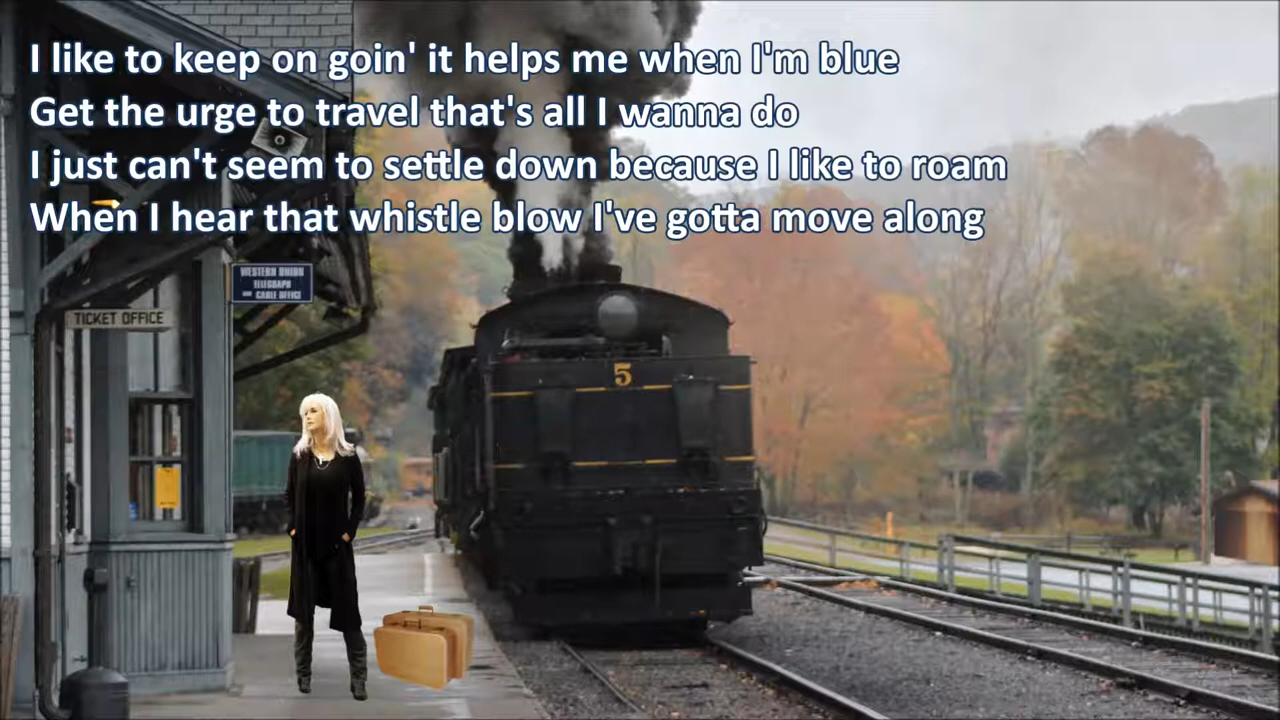 I like to keep on goin' it helps me when I'm blue
Get the urge to travel that's all I wanna do
I just can't seem to settle down because I like to roam
When I hear that whistle blow I've gotta move along
WESTERN UNION
TELEGRAPH
AND CABLE OFFICE
TICKET OFFICE
5